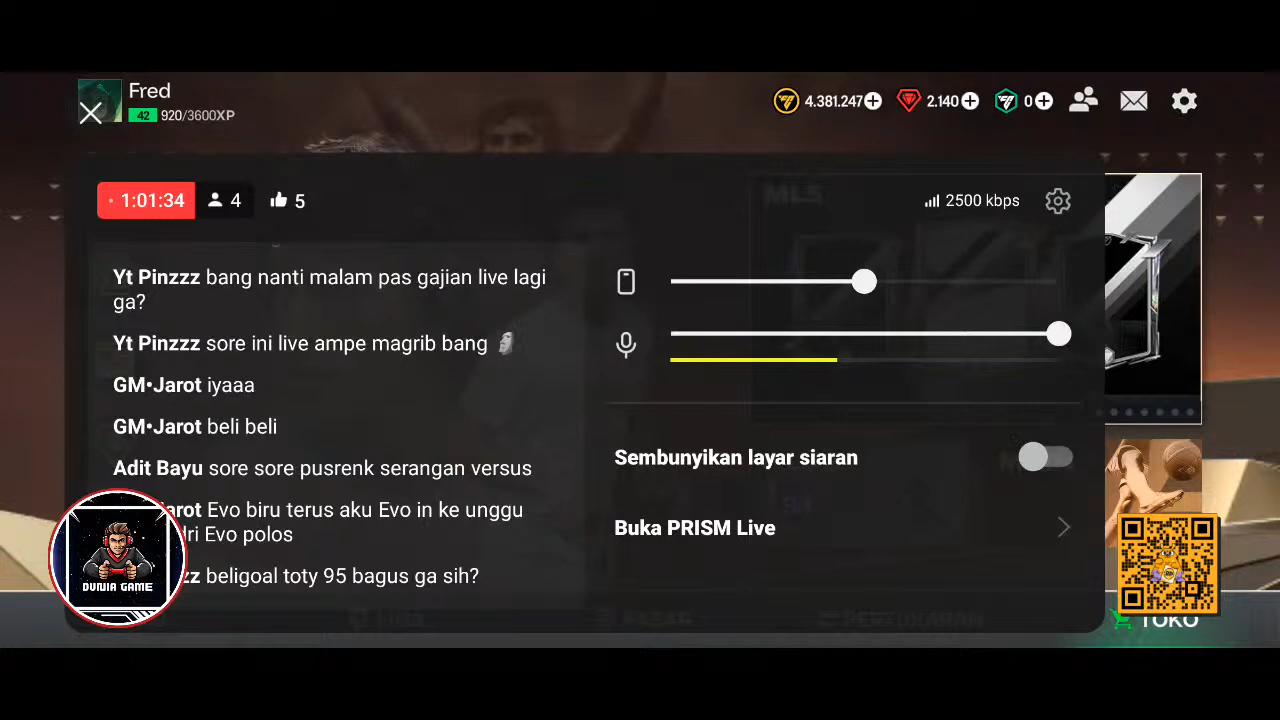 Fred
42 920/3600XP
4.381.247
2.140
0
1:01:34
4
5
2500 kbps
MLS
Yt Pinzzz bang nanti malam pas gajian live lagi
ga?
Yt Pinzzz sore ini live ampe magrib bang
GM•Jarot iyaaa
GM•Jarot beli beli
Adit Bayu sore sore pusrenk serangan versus
arot Evo biru terus aku Evo in ke unggu
dri Evo polos
zz beligoal toty 95 bagus ga sih?
Sembunyikan layar siaran
Buka PRISM Live
DUNIA GAME
TOKO